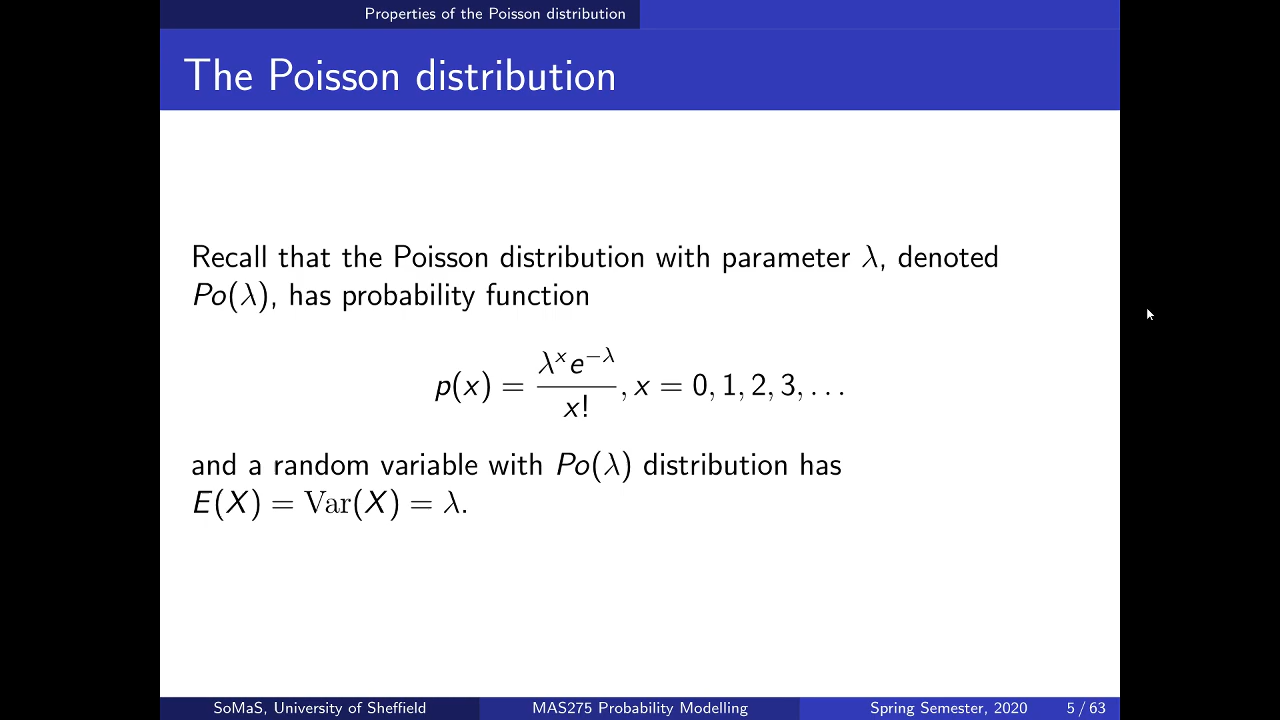 Properties of the Poisson distribution
The Poisson distribution
Recall that the Poisson distribution with parameter λ, denoted
Po(λ), has probability function
p(x) = λ^x e^{−λ} / x!, x = 0, 1, 2, 3, . . .
and a random variable with Po(λ) distribution has
E(X) = Var(X) = λ.
SoMaS, University of Sheffield MAS275 Probability Modelling Spring Semester, 2020 5 / 63